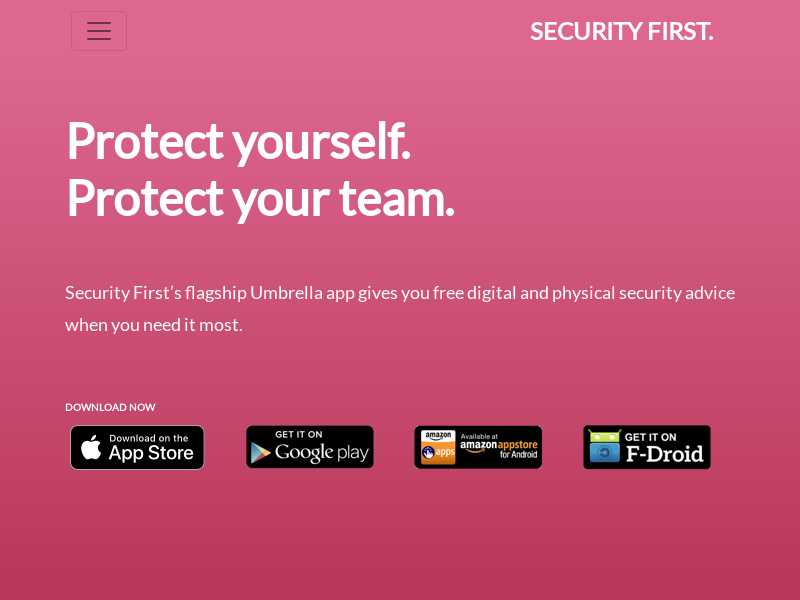 SECURITY FIRST.
Protect yourself.
Protect your team.
Security First’s flagship Umbrella app gives you free digital and physical security advice
when you need it most.
DOWNLOAD NOW
Download on the
App Store
GET IT ON
Google play
amazon
apps
Available at
amazonappstore
for Android
GET IT ON
F-Droid